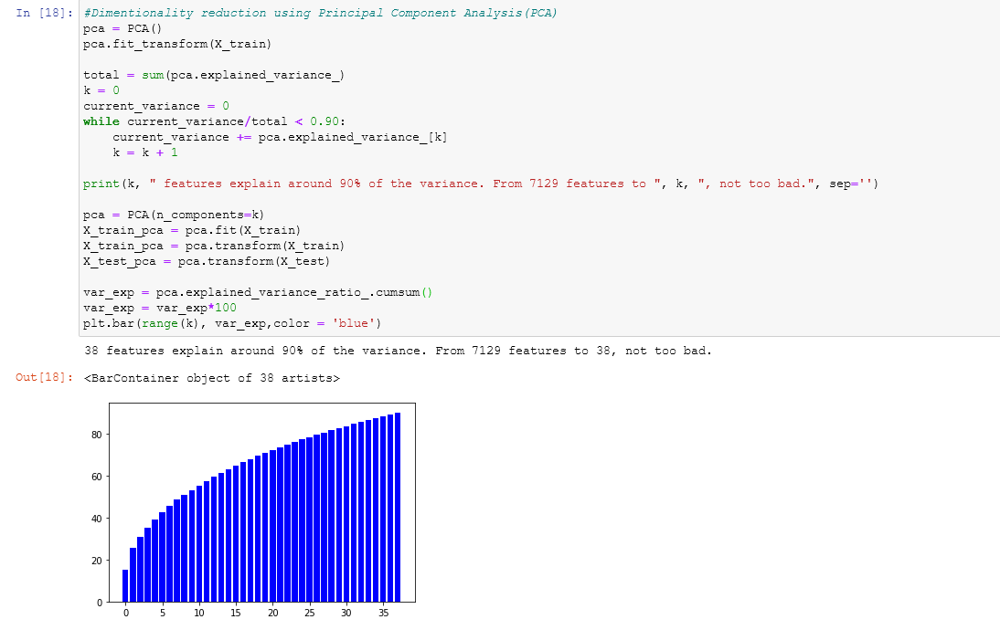 In [18]: #Dimentionality reduction using Principal Component Analysis(PCA)
pca = PCA()
pca.fit_transform(X_train)
total = sum(pca.explained_variance_)
k = 0
current_variance = 0
while current_variance/total < 0.90:
    current_variance += pca.explained_variance_[k]
    k = k + 1
print(k, " features explain around 90% of the variance. From 7129 features to ", k, ", not too bad.", sep='')
pca = PCA(n_components=k)
X_train_pca = pca.fit(X_train)
X_train_pca = pca.transform(X_train)
X_test_pca = pca.transform(X_test)
var_exp = pca.explained_variance_ratio_.cumsum()
var_exp = var_exp*100
plt.bar(range(k), var_exp,color = 'blue')
38 features explain around 90% of the variance. From 7129 features to 38, not too bad.
Out[18]: <BarContainer object of 38 artists>
80
60
40
20
0
0 5 10 15 20 25 30 35